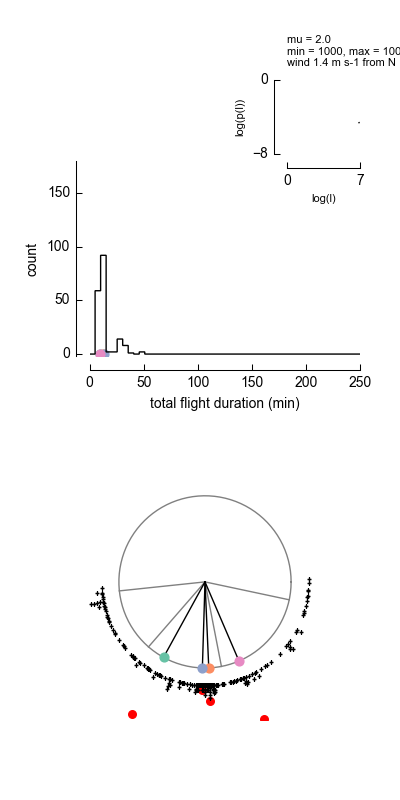 mu = 2.0
min = 1000, max = 100
wind 1.4 m s-1 from N
0
log(p(l))
−8
0
7
log(l)
150
100
50
0
count
0
50
100
150
200
250
total flight duration (min)